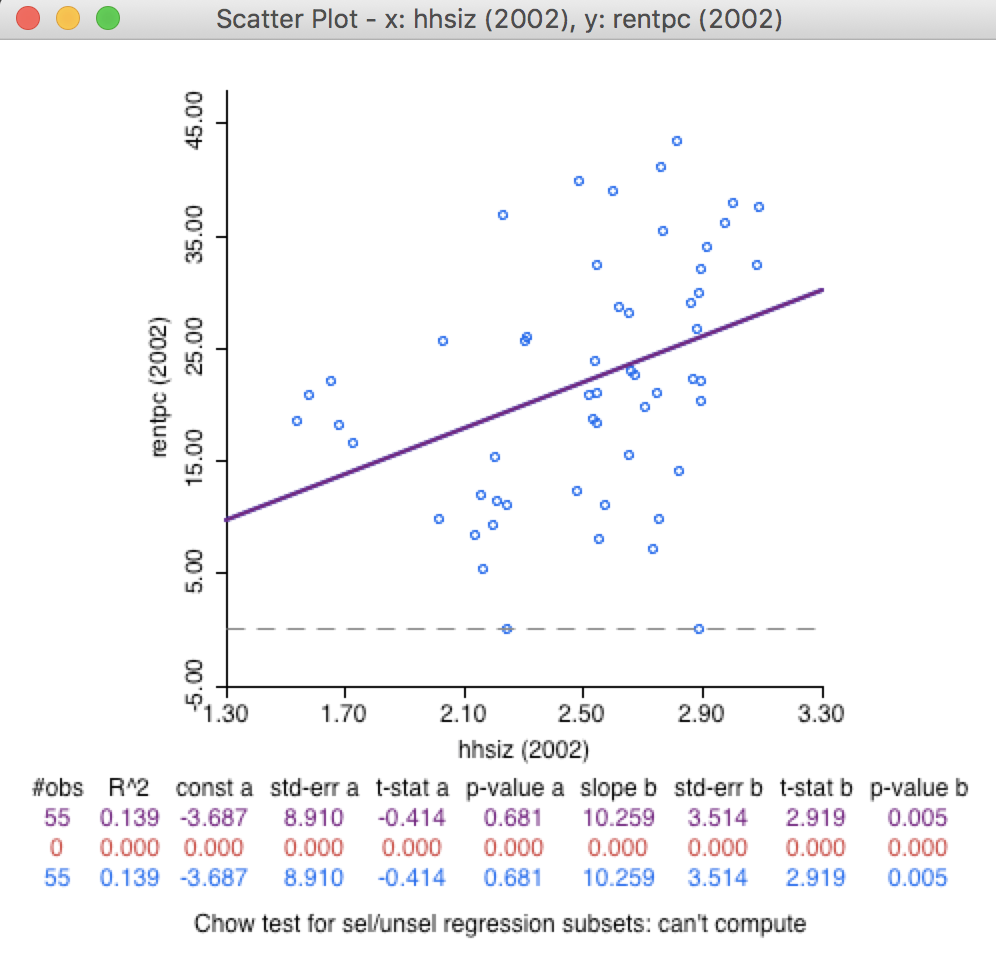 Scatter Plot - x: hhsiz (2002), y: rentpc (2002)
45.00
35.00
25.00
15.00
5.00
-5.00
rentpc (2002)
1.30 1.70 2.10 2.50 2.90 3.30
hhsiz (2002)
#obs R^2 const a std-err a t-stat a p-value a slope b std-err b t-stat b p-value b
55 0.139 -3.687 8.910 -0.414 0.681 10.259 3.514 2.919 0.005
0 0.000 0.000 0.000 0.000 0.000 0.000 0.000 0.000 0.000
55 0.139 -3.687 8.910 -0.414 0.681 10.259 3.514 2.919 0.005
Chow test for sel/unsel regression subsets: can't compute